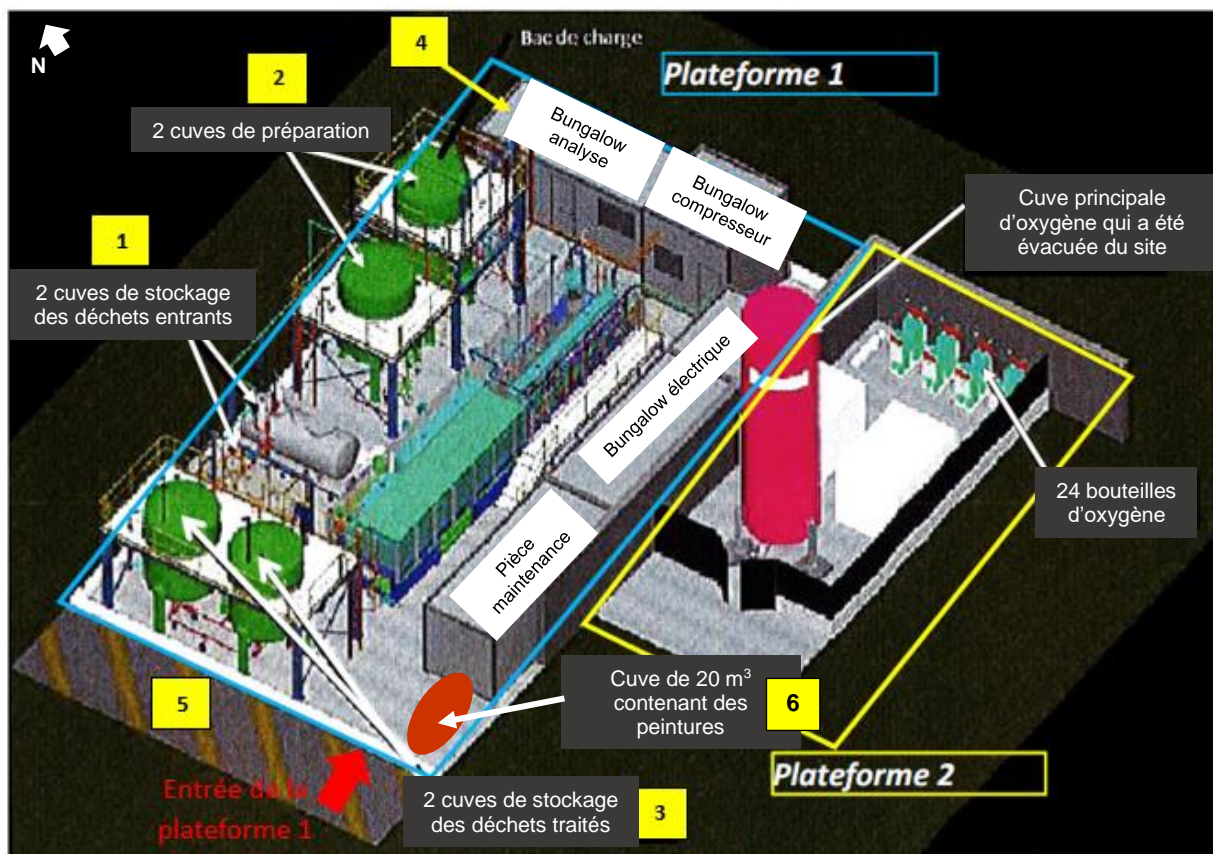 N
4
Bac de charge
Plateforme 1
2
2 cuves de préparation
Bungalow
analyse
Bungalow
compresseur
Cuve principale
d'oxygène qui a été
évacuée du site
1
2 cuves de stockage
des déchets entrants
Bungalow électrique
24 bouteilles
d'oxygène
Pièce
maintenance
5
Cuve de 20 m³
contenant des
peintures
6
Entrée de la
plateforme 1
2 cuves de stockage
des déchets traités
3
Plateforme 2